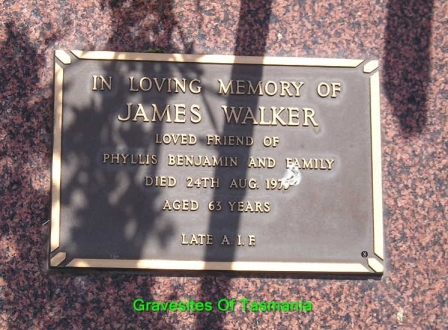 IN LOVING MEMORY OF
JAMES WALKER
LOVED FRIEND OF
PHYLLIS BENJAMIN AND FAMILY
DIED 24TH AUG.
AGED 63 YEARS
LATE A.I.F.
Gravesites Of Tasmania